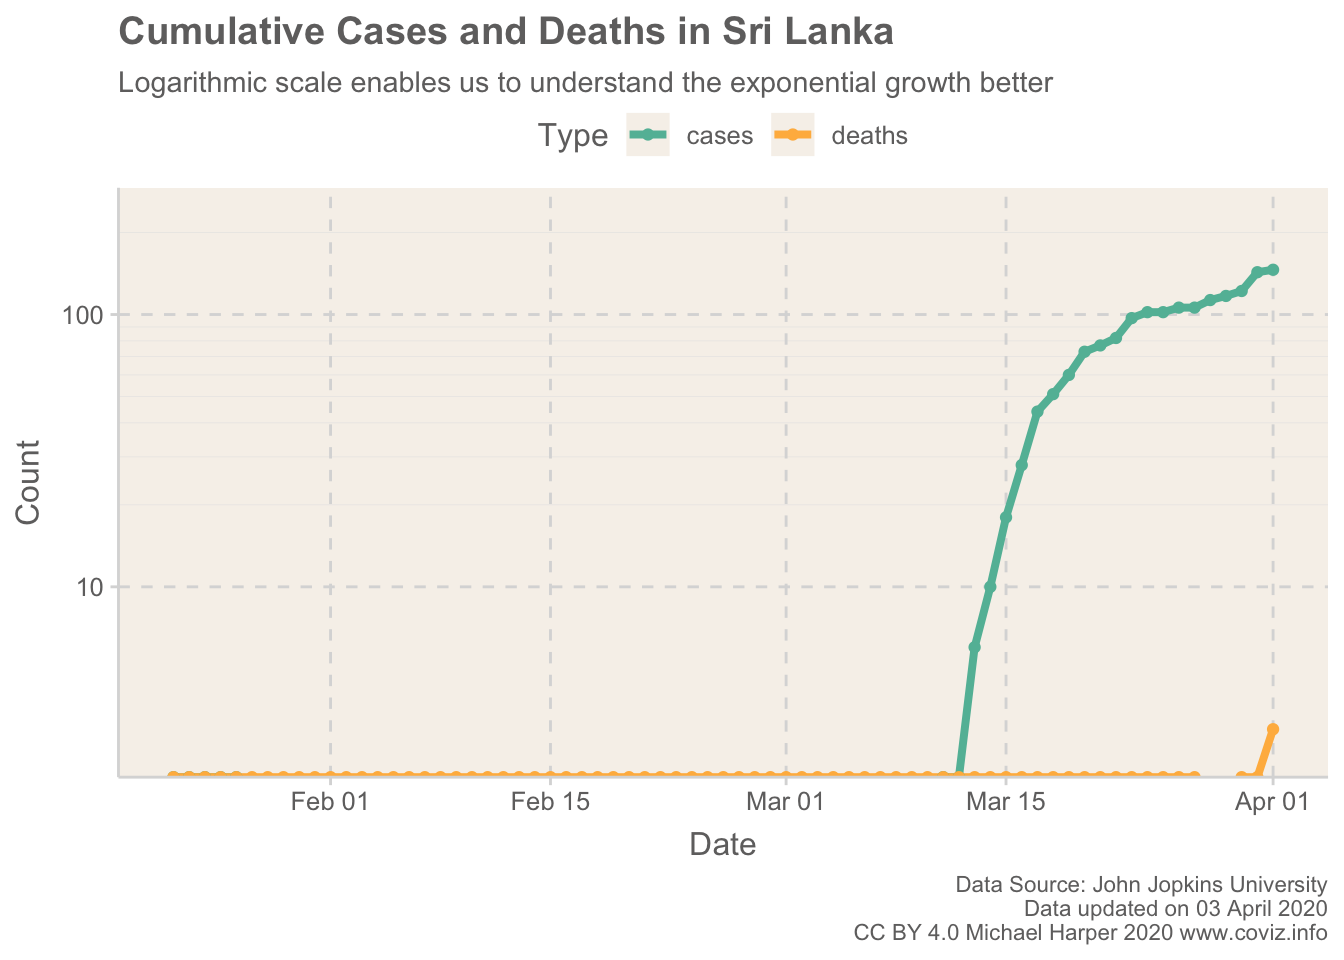 Cumulative Cases and Deaths in Sri Lanka
Logarithmic scale enables us to understand the exponential growth better
Type cases deaths
100
10
Count
Feb 01 Feb 15 Mar 01 Mar 15 Apr 01
Date
Data Source: John Jopkins University
Data updated on 03 April 2020
CC BY 4.0 Michael Harper 2020 www.coviz.info